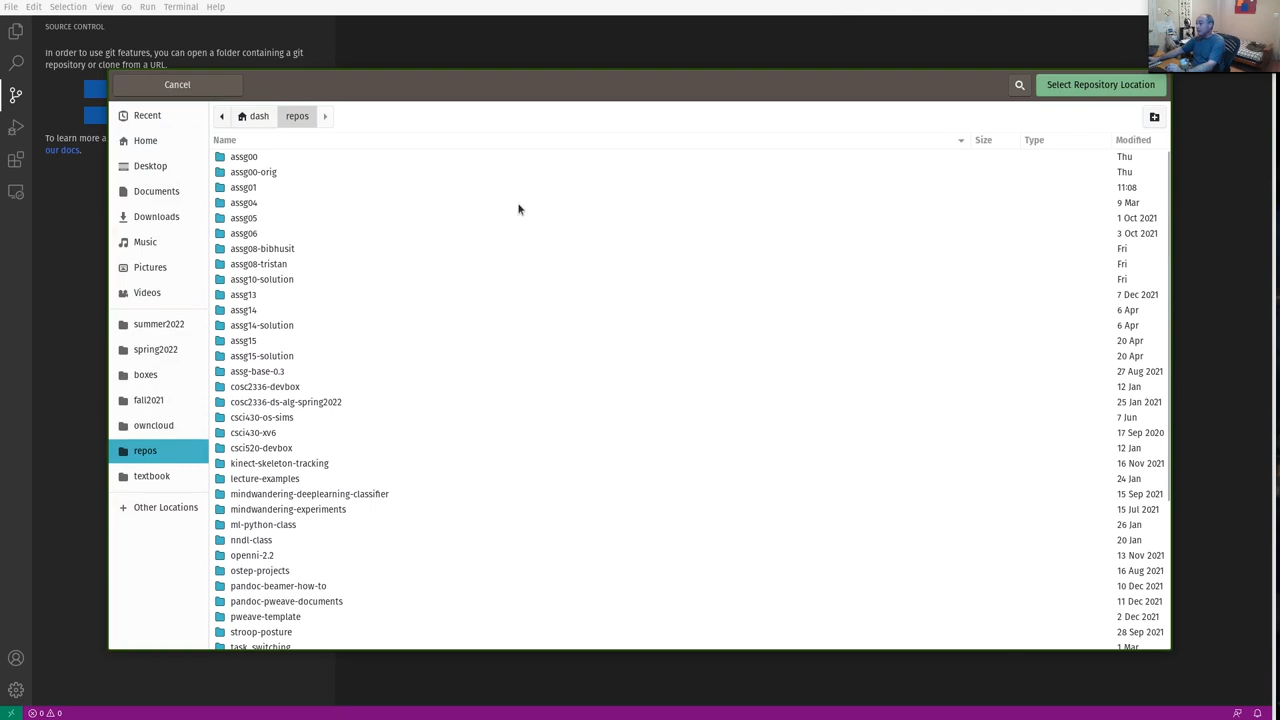 File Edit Selection View Go Run Terminal Help
SOURCE CONTROL
In order to use git features, you can open a folder containing a git
repository or clone from a URL.
To learn more a
our docs.
Cancel
Select Repository Location
Recent
Home
Desktop
Documents
Downloads
Music
Pictures
Videos
summer2022
spring2022
boxes
fall2021
owncloud
repos
textbook
Other Locations
dash repos
Name Size Type Modified
assg00 Thu
assg00-orig Thu
assg01 11:08
assg04 9 Mar
assg05 1 Oct 2021
assg06 3 Oct 2021
assg08-bibhusit Fri
assg08-tristan Fri
assg10-solution Fri
assg13 7 Dec 2021
assg14 6 Apr
assg14-solution 6 Apr
assg15 20 Apr
assg15-solution 20 Apr
assg-base-0.3 27 Aug 2021
cosc2336-devbox 12 Jan
cosc2336-ds-alg-spring2022 25 Jan 2021
csci430-os-sims 7 Jun
csci430-xv6 17 Sep 2020
csci520-devbox 12 Jan
kinect-skeleton-tracking 16 Nov 2021
lecture-examples 24 Jan
mindwandering-deeplearning-classifier 15 Sep 2021
mindwandering-experiments 15 Jul 2021
ml-python-class 26 Jan
nndl-class 20 Jan
openni-2.2 13 Nov 2021
ostep-projects 16 Aug 2021
pandoc-beamer-how-to 10 Dec 2021
pandoc-pweave-documents 11 Dec 2021
pweave-template 2 Dec 2021
stroop-posture 28 Sep 2021
task_switching 1 Mar
0 0